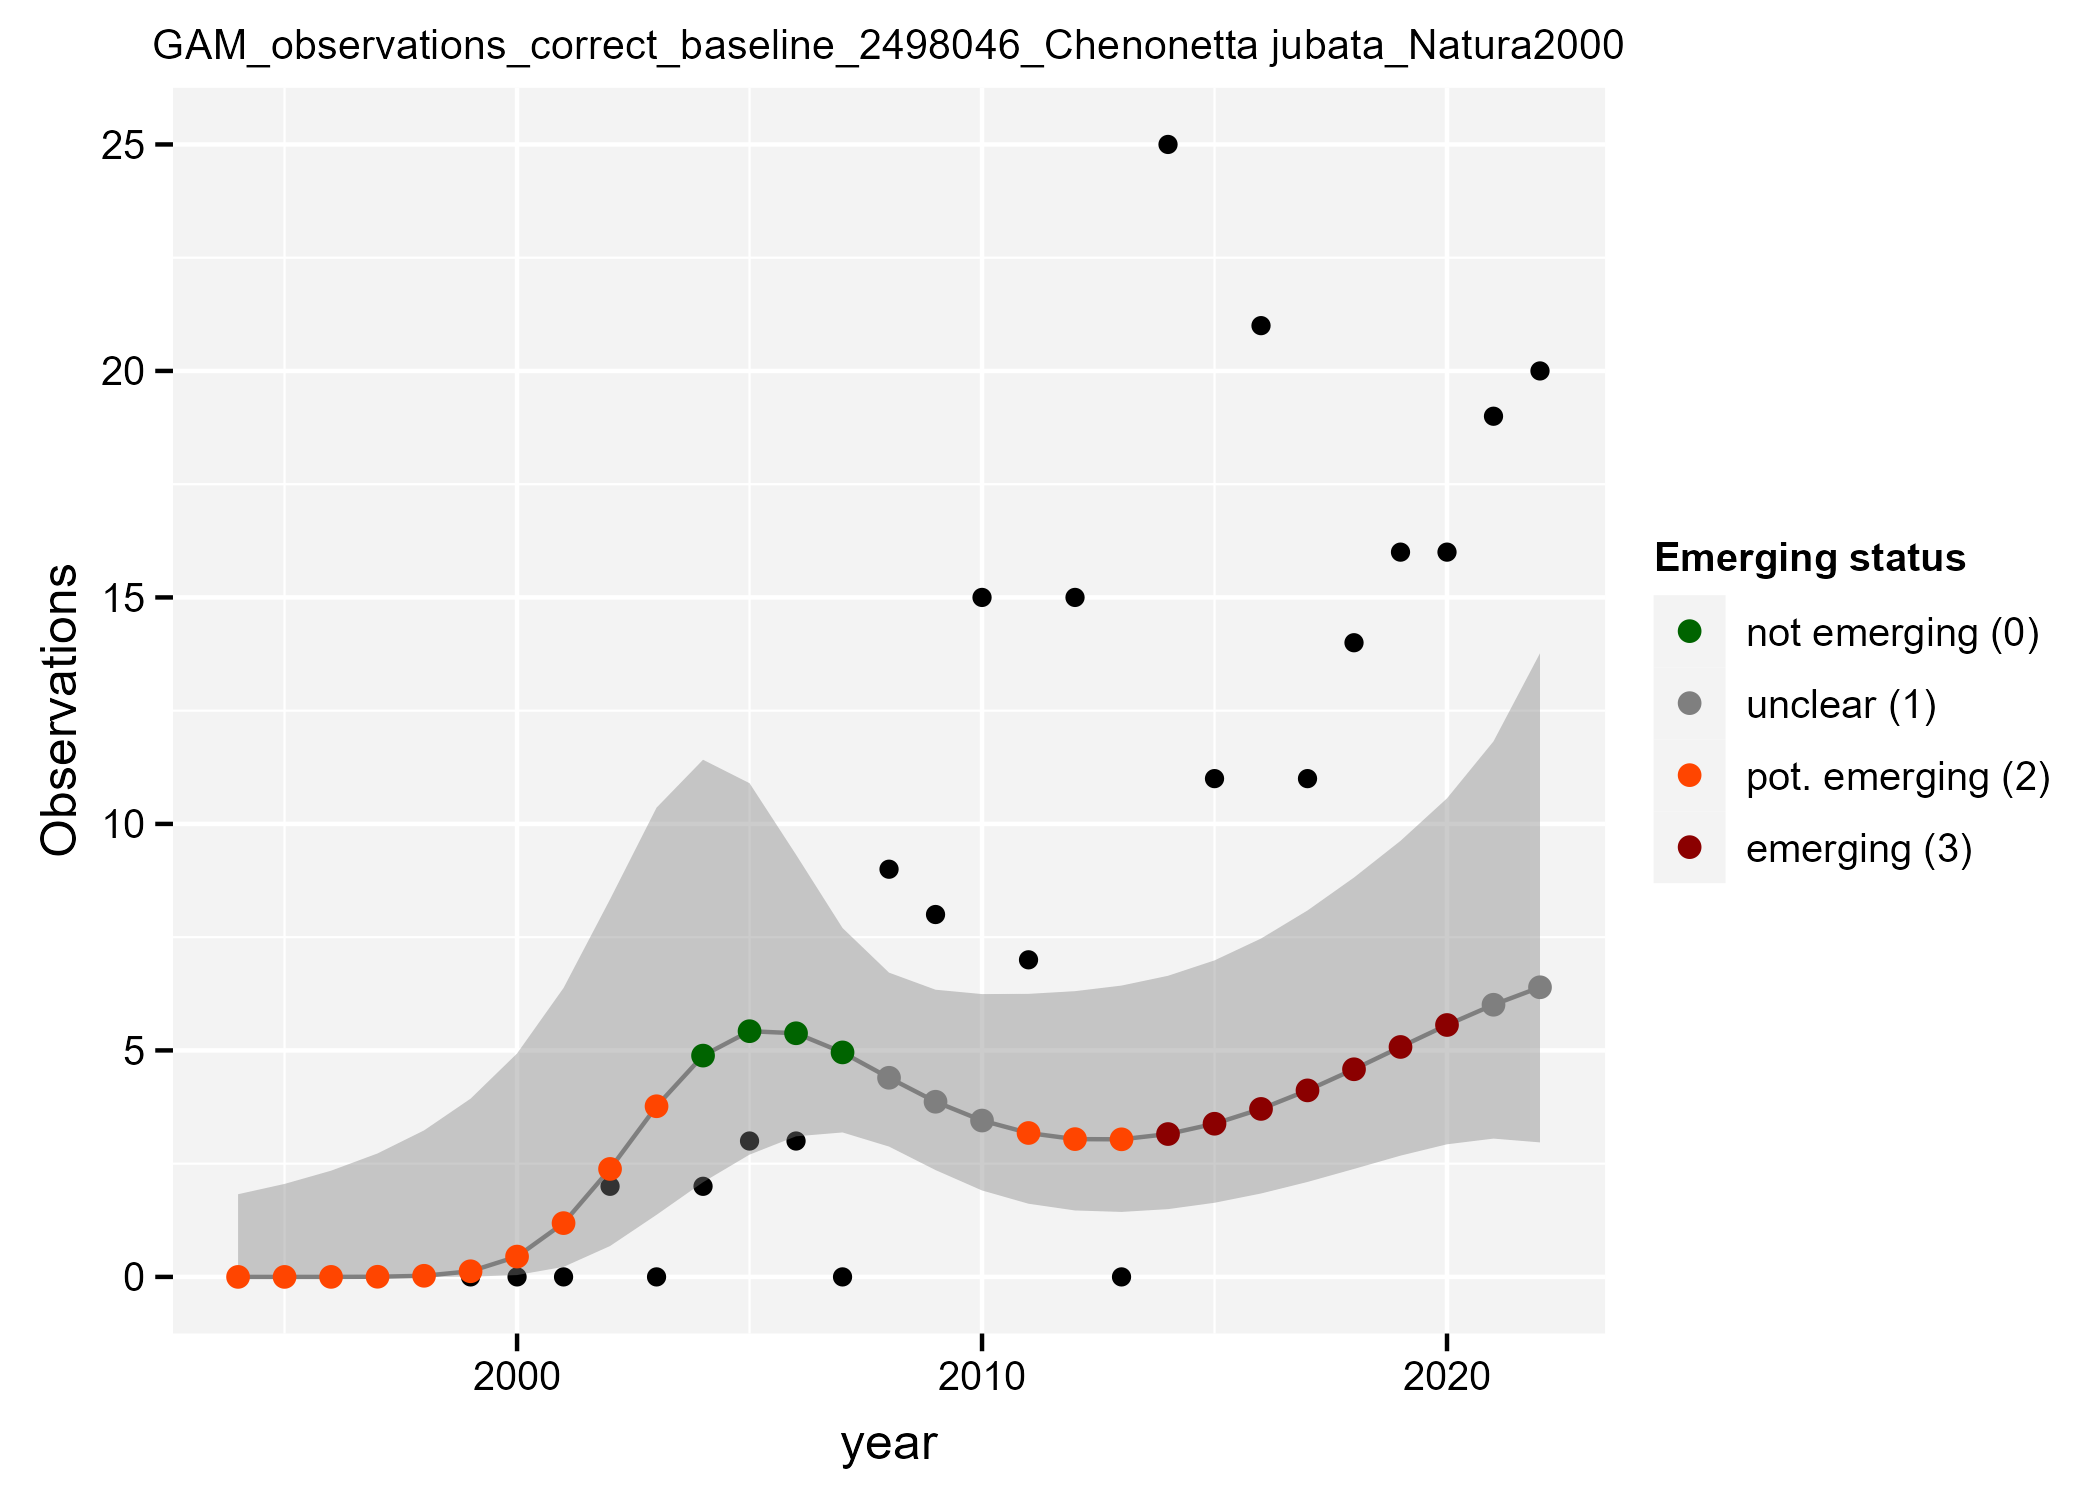 GAM_observations_correct_baseline_2498046_Chenonetta jubata_Natura2000
25
20
15
10
5
0
Observations
2000
2010
2020
year
Emerging status
not emerging (0)
unclear (1)
pot. emerging (2)
emerging (3)